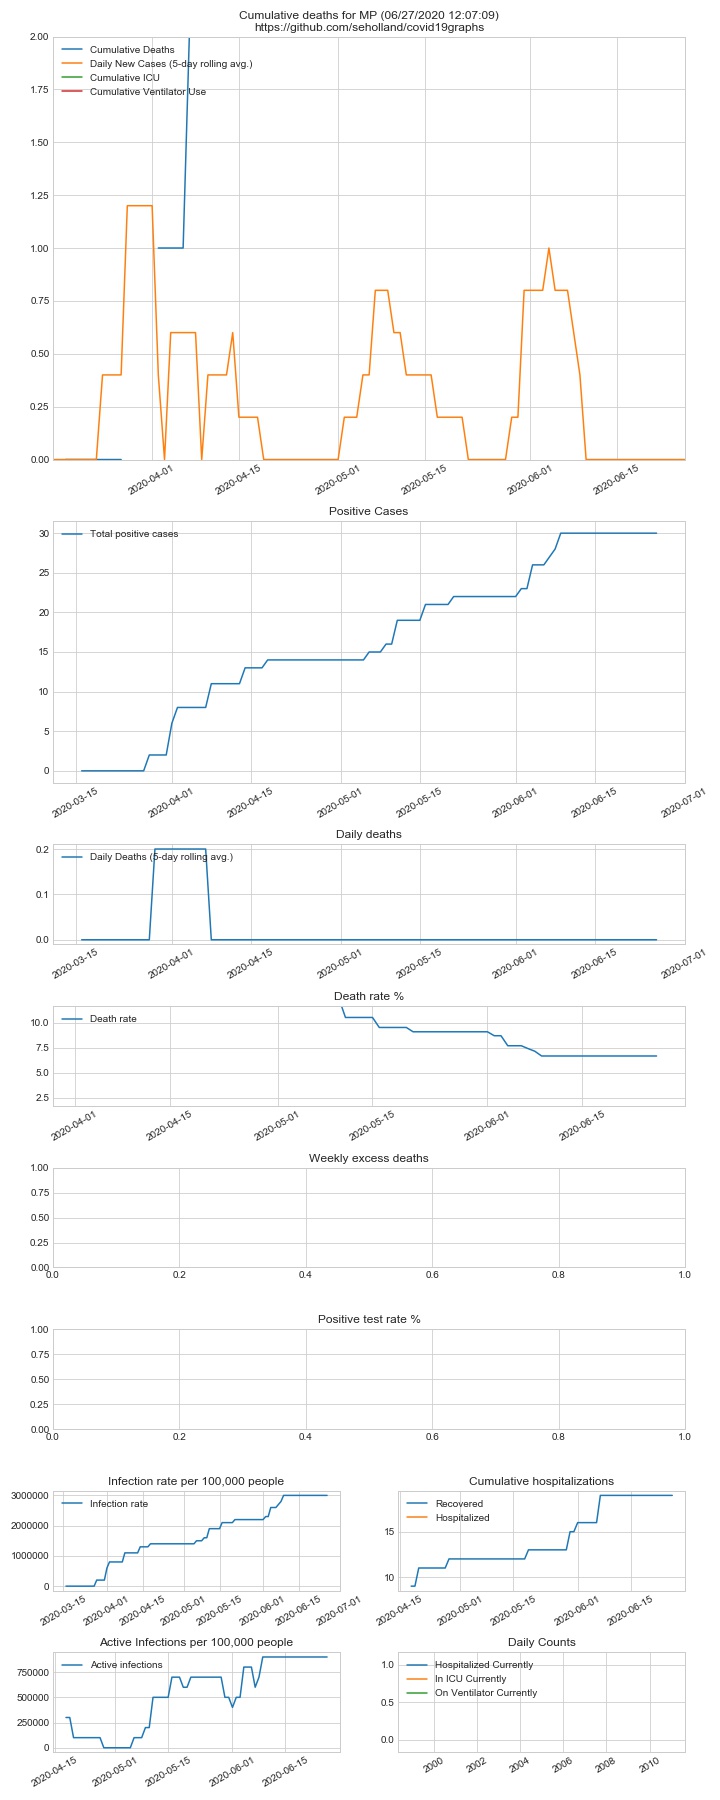 Cumulative deaths for MP (06/27/2020 12:07:09)
https://github.com/seholland/covid19graphs
Cumulative Deaths
Daily New Cases (5-day rolling avg.)
Cumulative ICU
Cumulative Ventilator Use
2.00
1.75
1.50
1.25
1.00
0.75
0.50
0.25
0.00
2020-04-01 2020-04-15 2020-05-01 2020-05-15 2020-06-01 2020-06-15
Positive Cases
Total positive cases
30
25
20
15
10
5
0
2020-03-15 2020-04-01 2020-04-15 2020-05-01 2020-05-15 2020-06-01 2020-06-15 2020-07-01
Daily deaths
Daily Deaths (5-day rolling avg.)
0.2
0.1
0.0
2020-03-15 2020-04-01 2020-04-15 2020-05-01 2020-05-15 2020-06-01 2020-06-15 2020-07-01
Death rate %
Death rate
10.0
7.5
5.0
2.5
2020-04-01 2020-04-15 2020-05-01 2020-05-15 2020-06-01 2020-06-15
Weekly excess deaths
1.00
0.75
0.50
0.25
0.00
0.0 0.2 0.4 0.6 0.8 1.0
Positive test rate %
1.00
0.75
0.50
0.25
0.00
0.0 0.2 0.4 0.6 0.8 1.0
Infection rate per 100,000 people
Infection rate
3000000
2000000
1000000
0
2020-03-15 2020-04-01 2020-04-15 2020-05-01 2020-05-15 2020-06-01 2020-06-15 2020-07-01
Cumulative hospitalizations
Recovered
Hospitalized
15
10
2020-04-15 2020-05-01 2020-05-15 2020-06-01 2020-06-15
Active Infections per 100,000 people
Active infections
750000
500000
250000
0
2020-04-15 2020-05-01 2020-05-15 2020-06-01 2020-06-15
Daily Counts
Hospitalized Currently
In ICU Currently
On Ventilator Currently
1.0
0.5
0.0
2000 2002 2004 2006 2008 2010